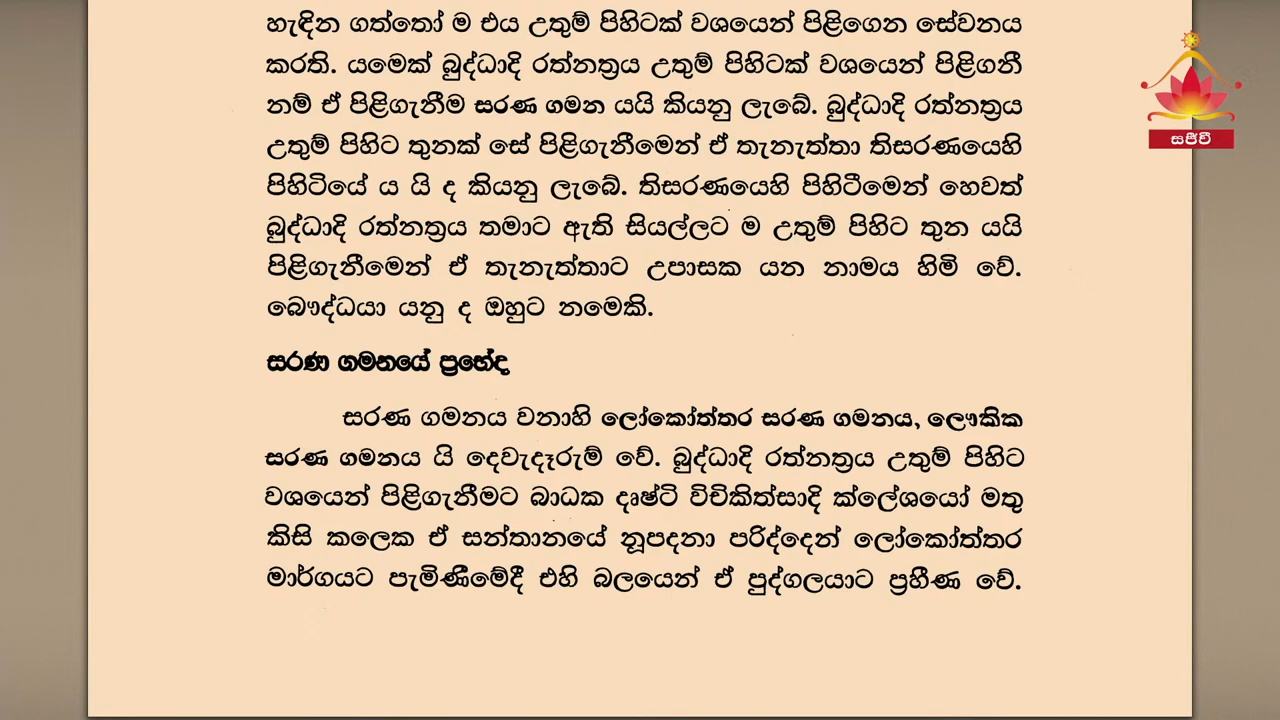 හැඳින ගත්තෝ ම එය උතුම් පිහිටක් වශයෙන් පිළිගෙන සේවනය
කරති. යමෙක් බුද්ධාදි රත්නත්‍රය උතුම් පිහිටක් වශයෙන් පිළිගනී
නම් ඒ පිළිගැනීම සරණ ගමන යයි කියනු ලැබේ. බුද්ධාදි රත්නත්‍රය
උතුම් පිහිට තුනක් සේ පිළිගැනීමෙන් ඒ තැනැත්තා තිසරණයෙහි
පිහිටියේ ය යි ද කියනු ලැබේ. තිසරණයෙහි පිහිටීමෙන් හෙවත්
බුද්ධාදි රත්නත්‍රය තමාට ඇති සියල්ලට ම උතුම් පිහිට තුන යයි
පිළිගැනීමෙන් ඒ තැනැත්තාට උපාසක යන නාමය හිමි වේ.
බෞද්ධයා යනු ද ඔහුට නමෙකි.
සරණ ගමනයේ ප්‍රභේද
සරණ ගමනය වනාහි ලෝකෝත්තර සරණ ගමනය, ලෞකික
සරණ ගමනය යි දෙවැදෑරුම් වේ. බුද්ධාදි රත්නත්‍රය උතුම් පිහිට
වශයෙන් පිළිගැනීමට බාධක දෘෂ්ටි විචිකිත්සාදි ක්ලේශයෝ මතු
කිසි කලෙක ඒ සන්තානයේ නූපදනා පරිද්දෙන් ලෝකෝත්තර
මාර්ගයට පැමිණීමේදී එහි බලයෙන් ඒ පුද්ගලයාට ප්‍රහීණ වේ.
සජීවී